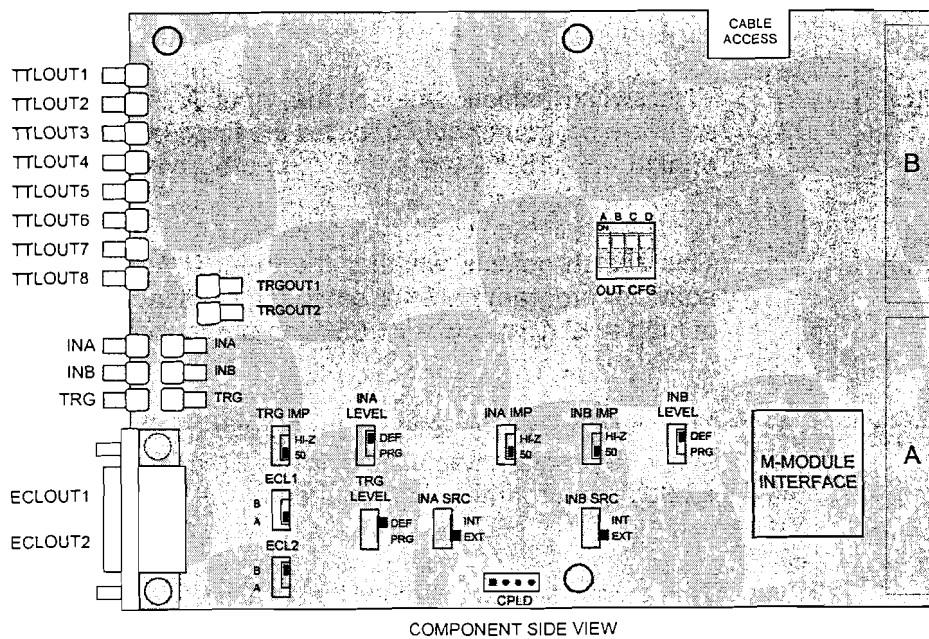 CABLE
ACCESS
TTLOUT1
TTLOUT2
TTLOUT3
TTLOUT4
TTLOUT5
TTLOUT6
TTLOUT7
TTLOUT8
B
A B C D
ON
OUT CFG
TRGOUT1
TRGOUT2
INA
INA
INB
INB
TRG
TRG
TRG IMP
HI-Z
50
INA
LEVEL
DEF
PRG
INA IMP
HI-Z
50
INB IMP
HI-Z
50
INB
LEVEL
DEF
PRG
M-MODULE
INTERFACE
A
ECLOUT1
ECLOUT2
ECL1
B
A
TRG
LEVEL
DEF
PRG
INA SRC
INT
EXT
INB SRC
INT
EXT
ECL2
B
A
CPLD
COMPONENT SIDE VIEW